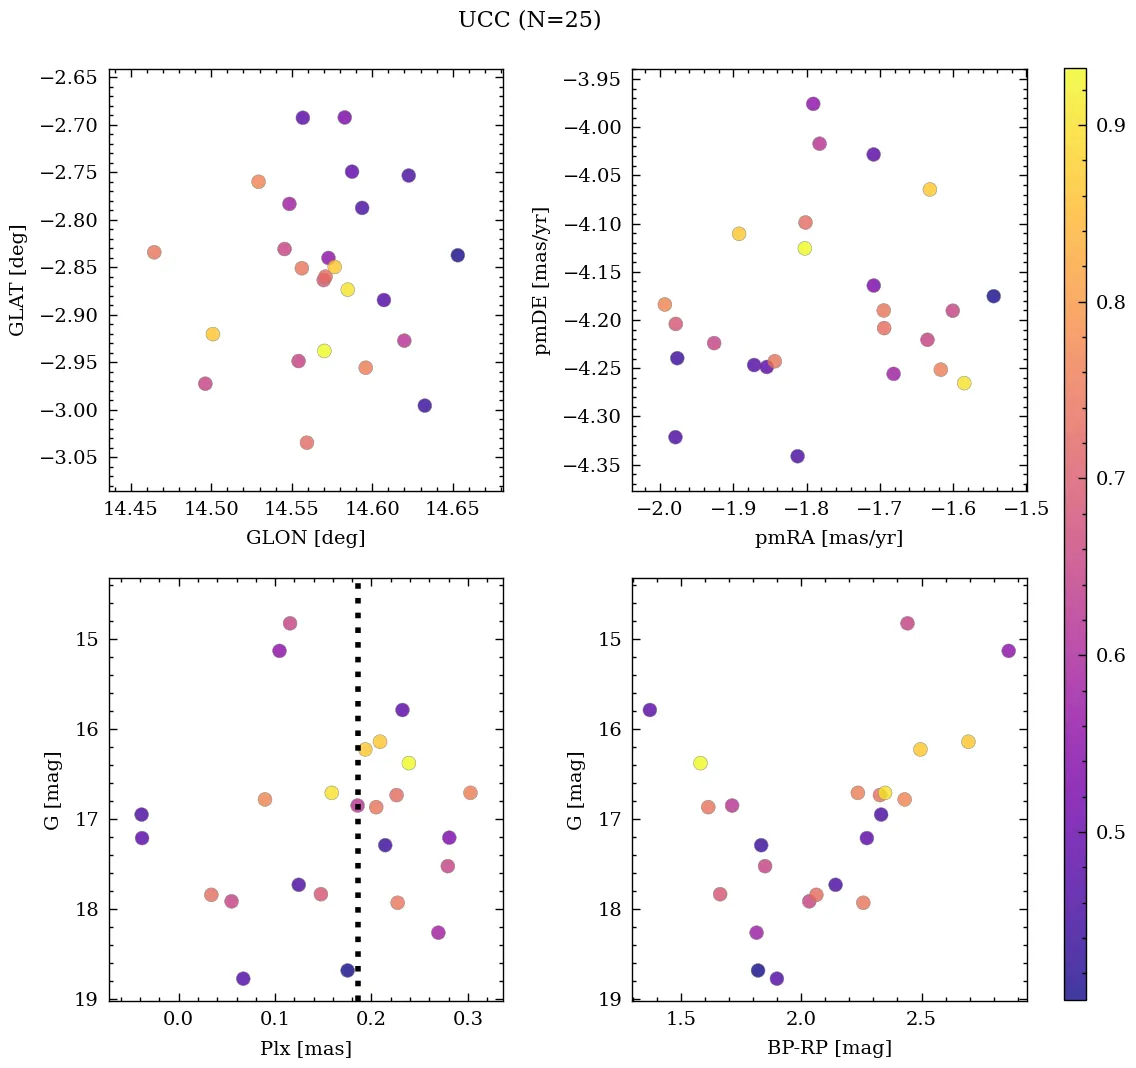 UCC (N=25)
−2.65
−2.70
−2.75
−2.80
−2.85
−2.90
−2.95
−3.00
−3.05
GLAT [deg]
14.45 14.50 14.55 14.60 14.65
GLON [deg]
−3.95
−4.00
−4.05
−4.10
−4.15
−4.20
−4.25
−4.30
−4.35
pmDE [mas/yr]
−2.0 −1.9 −1.8 −1.7 −1.6 −1.5
pmRA [mas/yr]
15
16
17
18
19
G [mag]
0.0 0.1 0.2 0.3
Plx [mas]
15
16
17
18
19
G [mag]
1.5 2.0 2.5
BP-RP [mag]
0.9
0.8
0.7
0.6
0.5